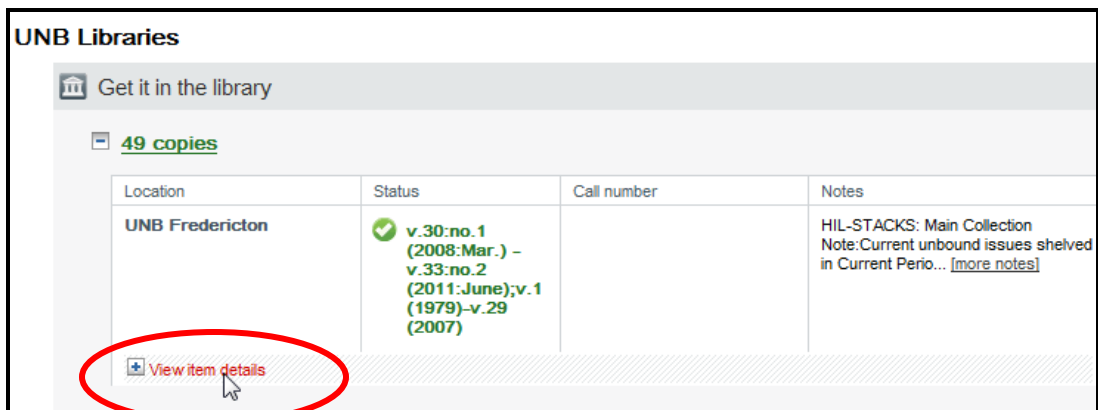 UNB Libraries
Get it in the library
49 copies
Location Status Call number Notes
UNB Fredericton
v.30:no.1
(2008:Mar.) –
v.33:no.2
(2011:June);v.1
(1979)–v.29
(2007)
HIL-STACKS: Main Collection
Note:Current unbound issues shelved
in Current Perio... [more notes]
View item details